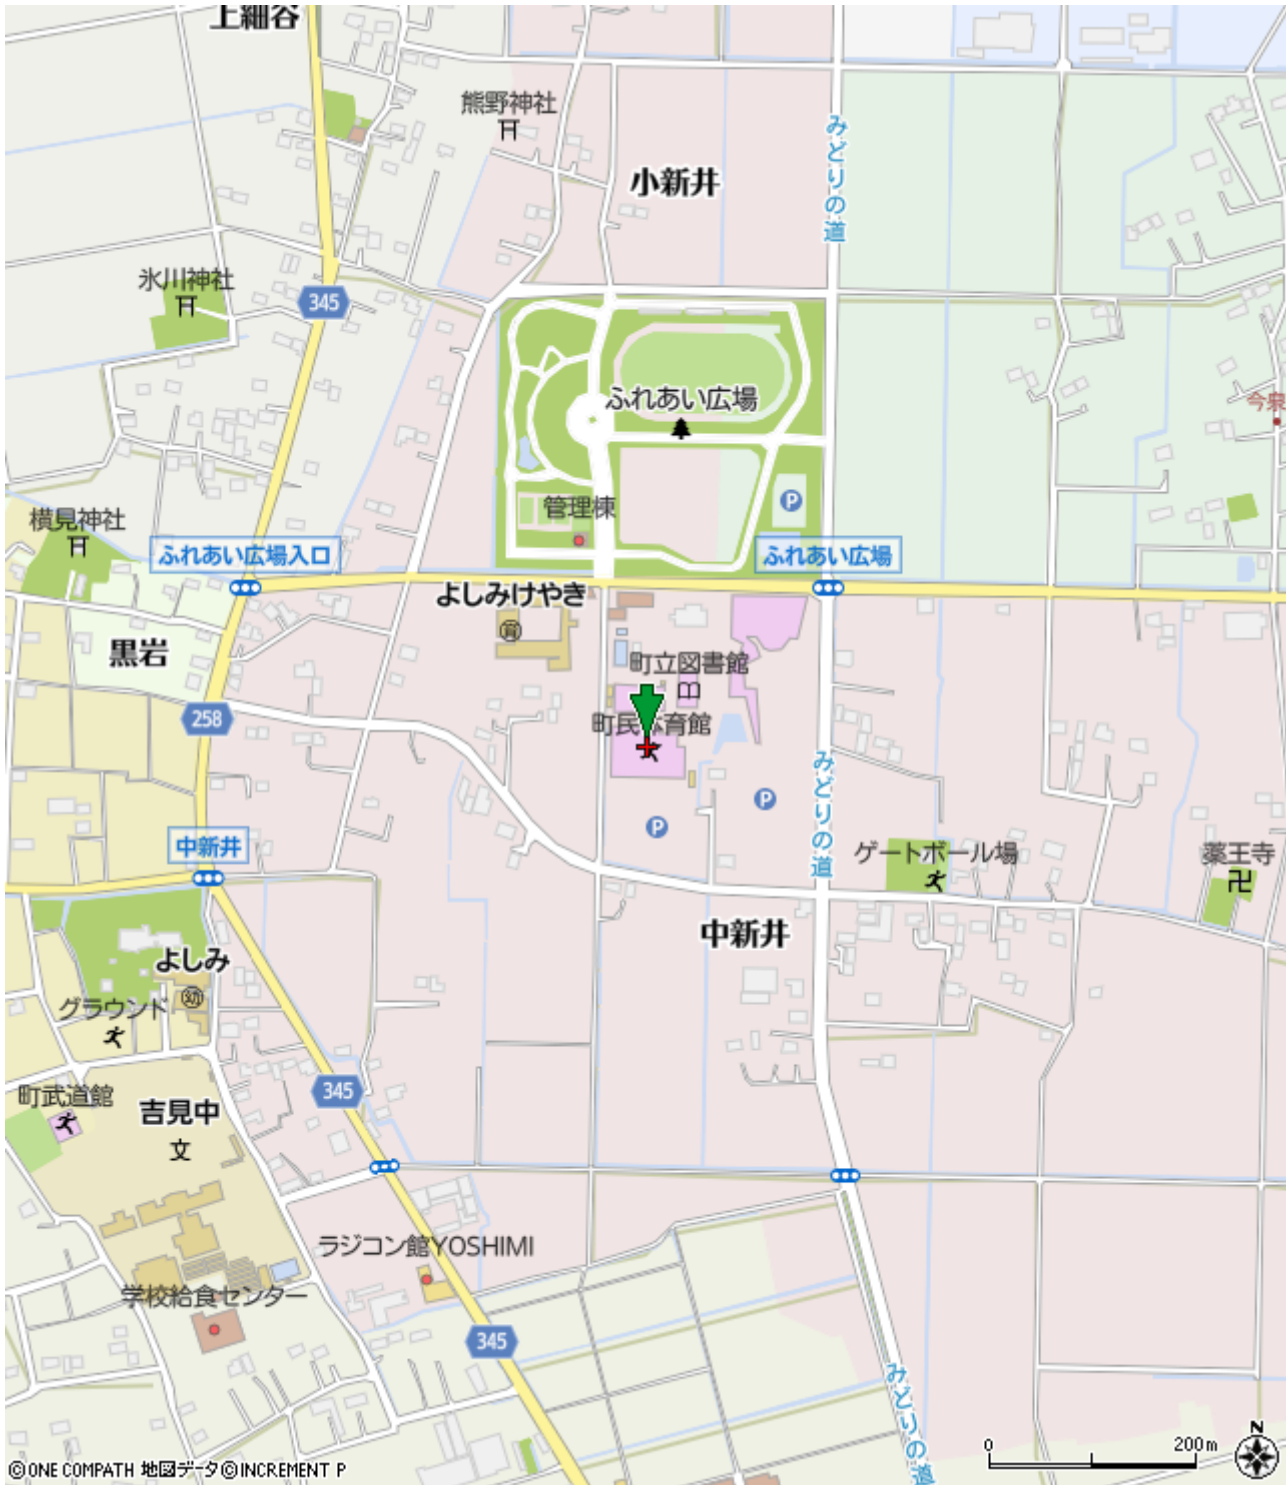 上細谷
熊野神社
みどりの道
小新井
氷川神社
345
ふれあい広場
今泉
P
管理棟
横見神社
ふれあい広場入口
ふれあい広場
よしみけやき
育
町立図書館
黒岩
258
町民体育館
みどりの道
P
P
中新井
ゲートボール場
薬王寺
中新井
よしみ
幼
グラウンド
345
町武道館
吉見中
文
ラジコン館YOSHIMI
学校給食センター
345
みどりの道
0
200m
N
©ONE COMPATH 地図データ©INCREMENT P